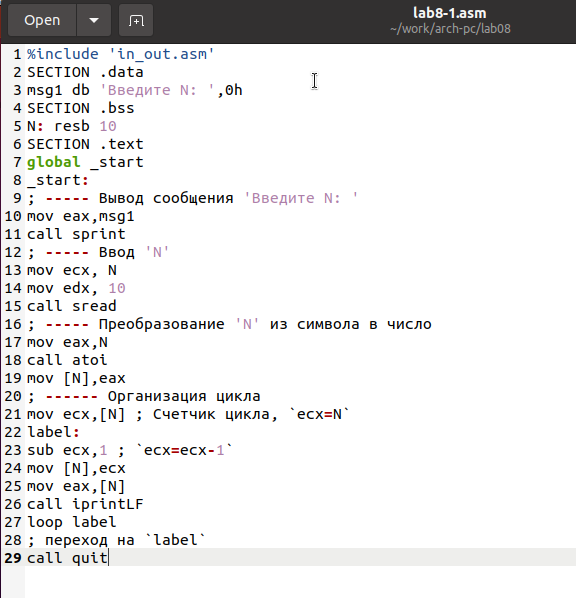 Open
lab8-1.asm
~/work/arch-pc/lab08
1 %include 'in_out.asm'
2 SECTION .data
3 msg1 db 'Введите N: ',0h
4 SECTION .bss
5 N: resb 10
6 SECTION .text
7 global _start
8 _start:
9 ; ----- Вывод сообщения 'Введите N: '
10 mov eax,msg1
11 call sprint
12 ; ----- Ввод 'N'
13 mov ecx, N
14 mov edx, 10
15 call sread
16 ; ----- Преобразование 'N' из символа в число
17 mov eax,N
18 call atoi
19 mov [N],eax
20 ; ------ Организация цикла
21 mov ecx,[N] ; Счетчик цикла, `ecx=N`
22 label:
23 sub ecx,1 ; `ecx=ecx-1`
24 mov [N],ecx
25 mov eax,[N]
26 call iprintLF
27 loop label
28 ; переход на `label`
29 call quit